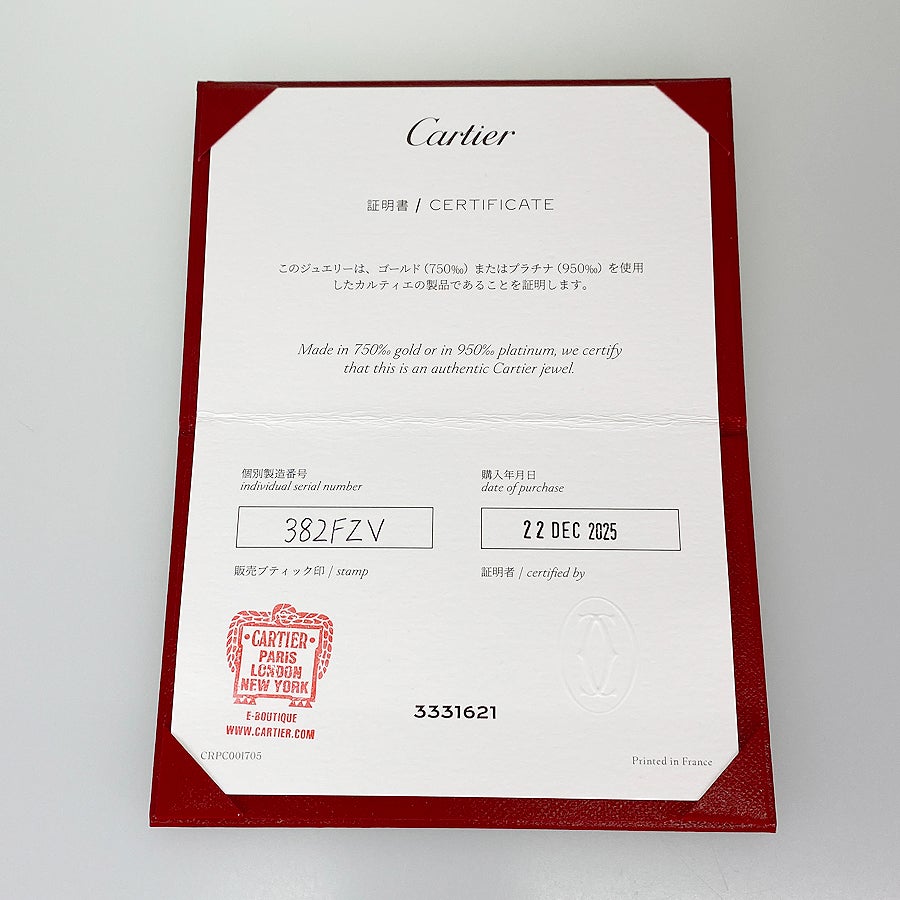 Cartier
証明書 / CERTIFICATE
このジュエリーは、ゴールド（750‰）またはプラチナ（950‰）を使用
したカルティエの製品であることを証明します。
Made in 750‰ gold or in 950‰ platinum, we certify
that this is an authentic Cartier jewel.
個別製造番号
individual serial number
382FZV
購入年月日
date of purchase
22 DEC 2025
販売ブティック印 / stamp
証明者 / certified by
CARTIER
PARIS
LONDON
NEW YORK
E-BOUTIQUE
WWW.CARTIER.COM
3331621
CRPC001705
Printed in France